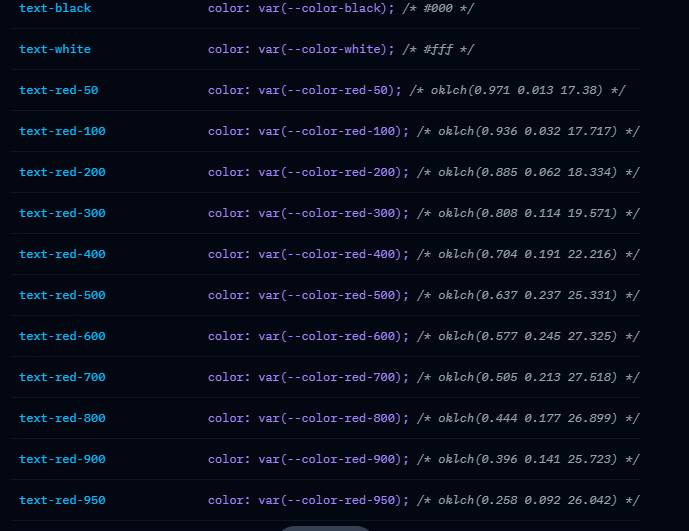 text-black color: var(--color-black); /* #000 */
text-white color: var(--color-white); /* #fff */
text-red-50 color: var(--color-red-50); /* oklch(0.971 0.013 17.38) */
text-red-100 color: var(--color-red-100); /* oklch(0.936 0.032 17.717) */
text-red-200 color: var(--color-red-200); /* oklch(0.885 0.062 18.334) */
text-red-300 color: var(--color-red-300); /* oklch(0.808 0.114 19.571) */
text-red-400 color: var(--color-red-400); /* oklch(0.704 0.191 22.216) */
text-red-500 color: var(--color-red-500); /* oklch(0.637 0.237 25.331) */
text-red-600 color: var(--color-red-600); /* oklch(0.577 0.245 27.325) */
text-red-700 color: var(--color-red-700); /* oklch(0.505 0.213 27.518) */
text-red-800 color: var(--color-red-800); /* oklch(0.444 0.177 26.899) */
text-red-900 color: var(--color-red-900); /* oklch(0.396 0.141 25.723) */
text-red-950 color: var(--color-red-950); /* oklch(0.258 0.092 26.042) */